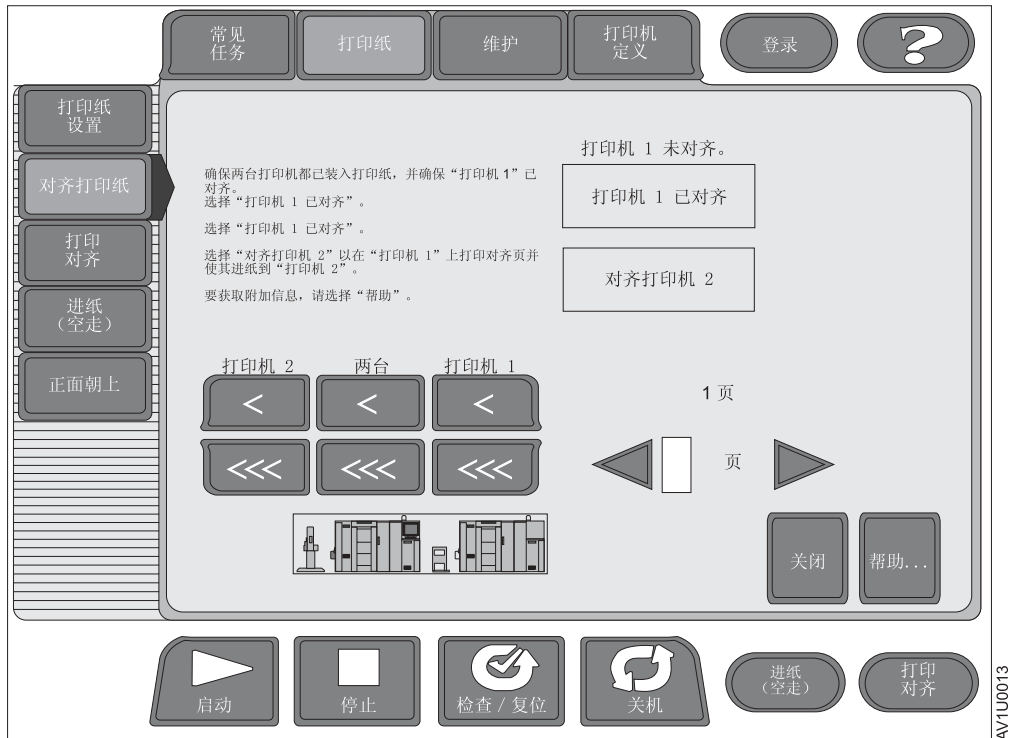 常见
任务
打印纸
维护
打印机
定义
登录
?
打印纸
设置
对齐打印纸
打印
对齐
进纸
（空走）
正面朝上
确保两台打印机都已装入打印纸，并确保“打印机 1”已
对齐。
选择“打印机 1 已对齐”。
选择“打印机 1 已对齐”。
选择“对齐打印机 2”以在“打印机 1”上打印对齐页并
使其进纸到“打印机 2”。
要获取附加信息，请选择“帮助”。
打印机 1 未对齐。
打印机 1 已对齐
对齐打印机 2
打印机 2 两台 打印机 1
< < <
<<< <<< <<<
1 页
页
关闭
帮助...
启动
停止
检查 / 复位
关机
进纸
（空走）
打印
对齐
AV1U0013